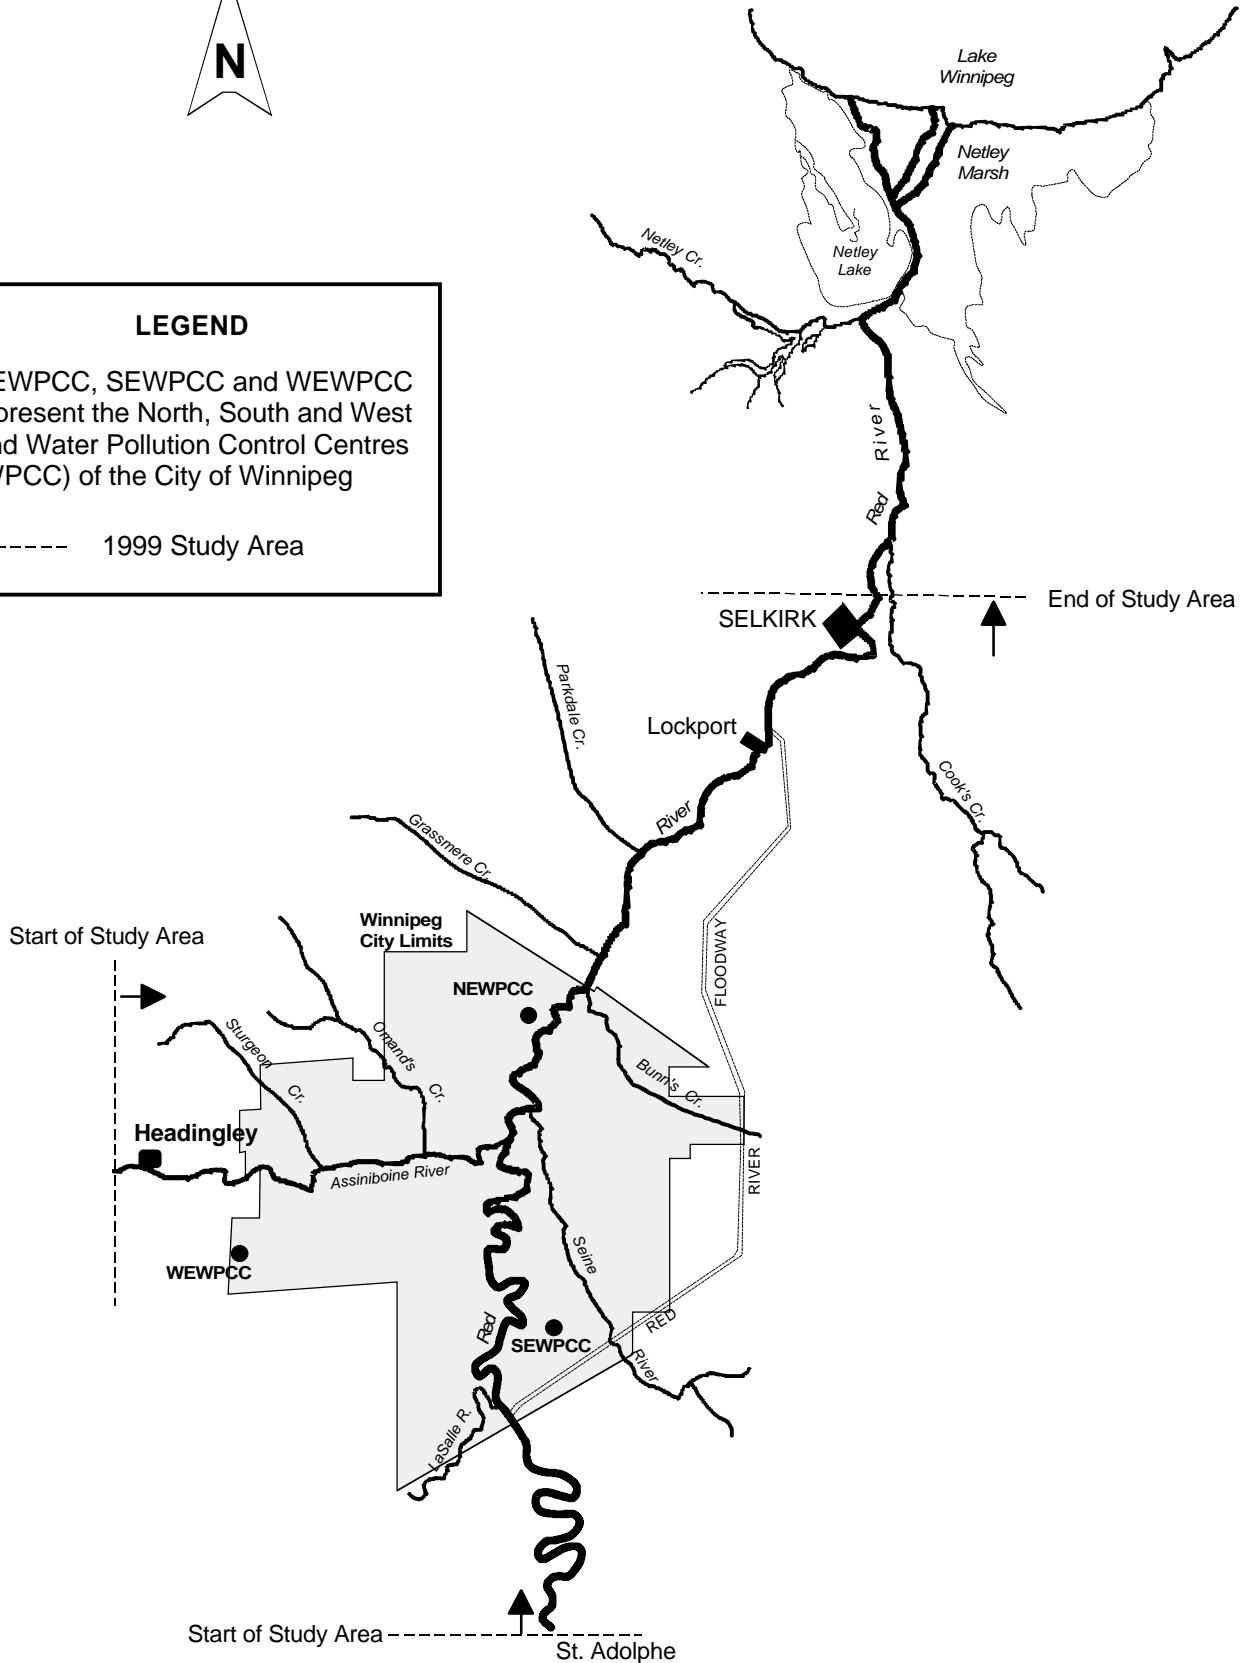 N
Lake
Winnipeg
Netley
Marsh
Netley Cr.
Netley
Lake
LEGEND
EWPCC, SEWPCC and WEWPCC
present the North, South and West
d Water Pollution Control Centres
PCC) of the City of Winnipeg
1999 Study Area
River
Red
End of Study Area
SELKIRK
Parkdale Cr.
Lockport
Cook's Cr.
River
Grassmere Cr.
Winnipeg
City Limits
Start of Study Area
FLOODWAY
NEWPCC
Sturgeon
Cr.
Omand's
Cr.
Bunn's Cr.
Headingley
Assiniboine River
RIVER
Seine
WEWPCC
Red
RED
SEWPCC
River
LaSalle R.
Start of Study Area
St. Adolphe